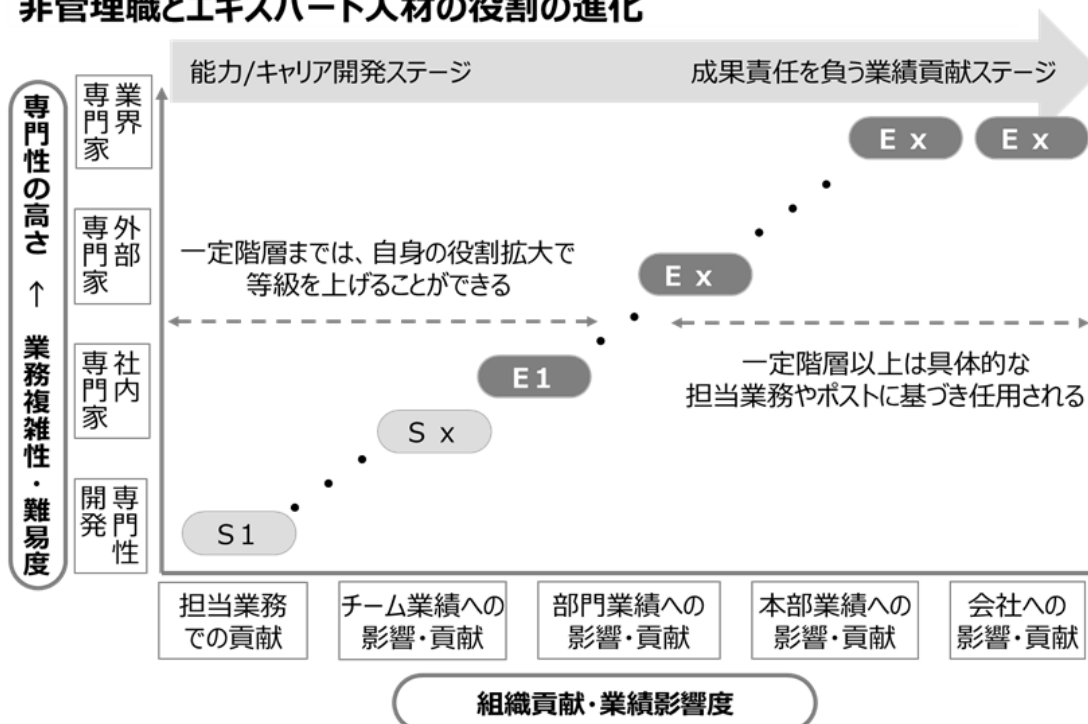 非管理職とエキスパート人材の役割の進化
能力/キャリア開発ステージ
成果責任を負う業績貢献ステージ
専門性の高さ ↑ 業務複雑性・難易度
業界
専門家
外部
専門家
社内
専門家
専門性
開発
Ex
Ex
一定階層までは、自身の役割拡大で
等級を上げることができる
Ex
E1
一定階層以上は具体的な
担当業務やポストに基づき任用される
Sx
S1
担当業務
での貢献
チーム業績への
影響・貢献
部門業績への
影響・貢献
本部業績への
影響・貢献
会社への
影響・貢献
組織貢献・業績影響度